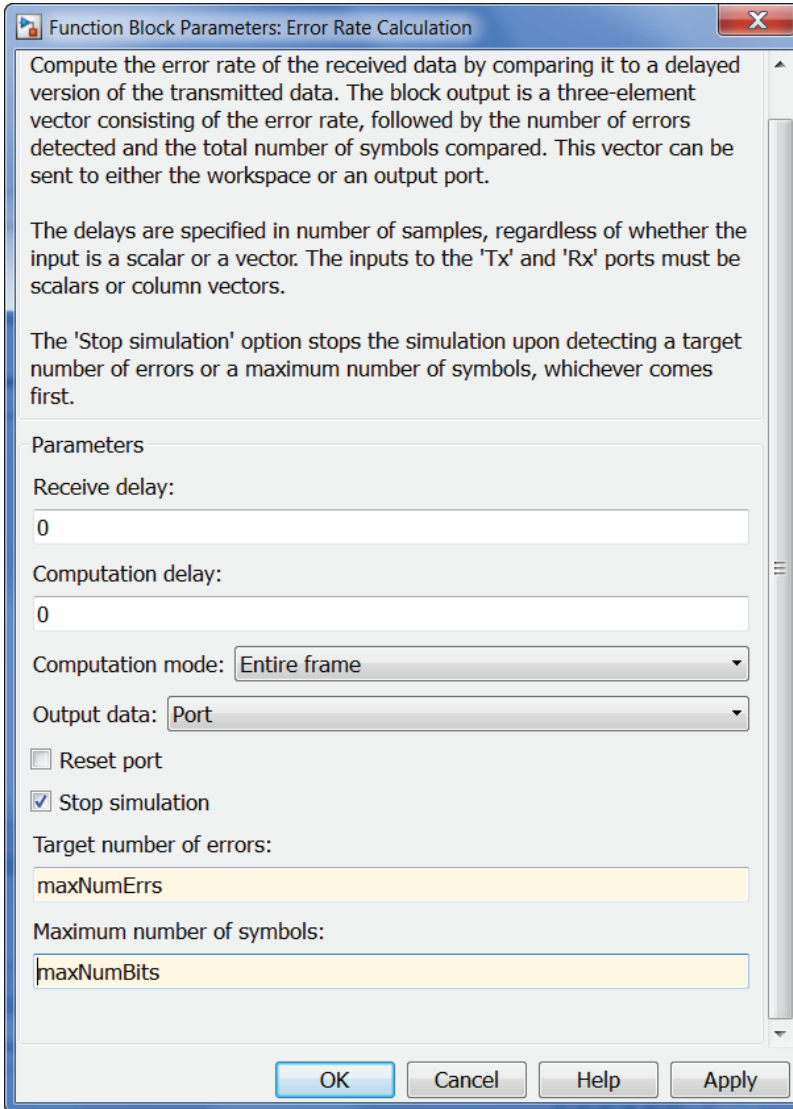 Function Block Parameters: Error Rate Calculation
X
Compute the error rate of the received data by comparing it to a delayed
version of the transmitted data. The block output is a three-element
vector consisting of the error rate, followed by the number of errors
detected and the total number of symbols compared. This vector can be
sent to either the workspace or an output port.
The delays are specified in number of samples, regardless of whether the
input is a scalar or a vector. The inputs to the 'Tx' and 'Rx' ports must be
scalars or column vectors.
The 'Stop simulation' option stops the simulation upon detecting a target
number of errors or a maximum number of symbols, whichever comes
first.
Parameters
Receive delay:
0
Computation delay:
0
Computation mode: Entire frame
Output data: Port
Reset port
Stop simulation
Target number of errors:
maxNumErrs
Maximum number of symbols:
maxNumBits
OK Cancel Help Apply